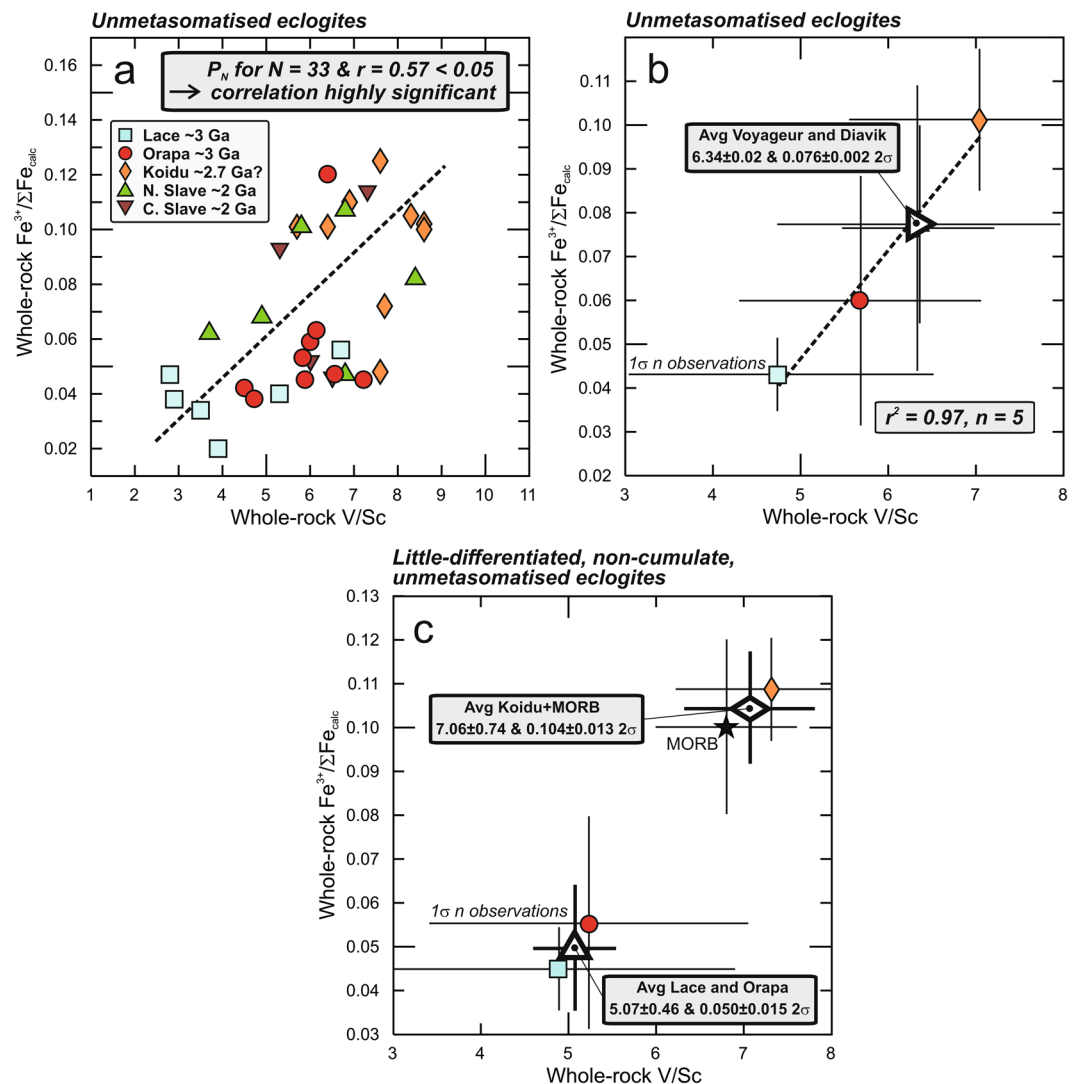 Unmetasomatised eclogites
a
P_N for N = 33 & r = 0.57 < 0.05
→ correlation highly significant
Lace ~3 Ga
Orapa ~3 Ga
Koidu ~2.7 Ga?
N. Slave ~2 Ga
C. Slave ~2 Ga
Whole-rock Fe³⁺/ΣFe_calc
0.16
0.14
0.12
0.10
0.08
0.06
0.04
0.02
1 2 3 4 5 6 7 8 9 10 11
Whole-rock V/Sc
Unmetasomatised eclogites
b
Avg Voyageur and Diavik
6.34±0.02 & 0.076±0.002 2σ
1σ n observations
r² = 0.97, n = 5
Whole-rock Fe³⁺/ΣFe_calc
0.11
0.10
0.09
0.08
0.07
0.06
0.05
0.04
0.03
0.02
3 4 5 6 7 8
Whole-rock V/Sc
Little-differentiated, non-cumulate,
unmetasomatised eclogites
c
Avg Koidu+MORB
7.06±0.74 & 0.104±0.013 2σ
MORB
1σ n observations
Avg Lace and Orapa
5.07±0.46 & 0.050±0.015 2σ
Whole-rock Fe³⁺/ΣFe_calc
0.13
0.12
0.11
0.10
0.09
0.08
0.07
0.06
0.05
0.04
0.03
3 4 5 6 7 8
Whole-rock V/Sc